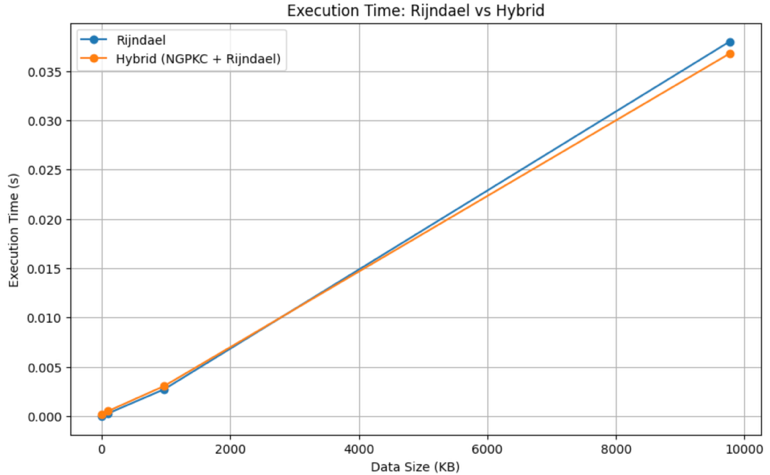 Execution Time: Rijndael vs Hybrid
Rijndael
Hybrid (NGPKC + Rijndael)
0.035
0.030
0.025
0.020
0.015
0.010
0.005
0.000
Execution Time (s)
0 2000 4000 6000 8000 10000
Data Size (KB)